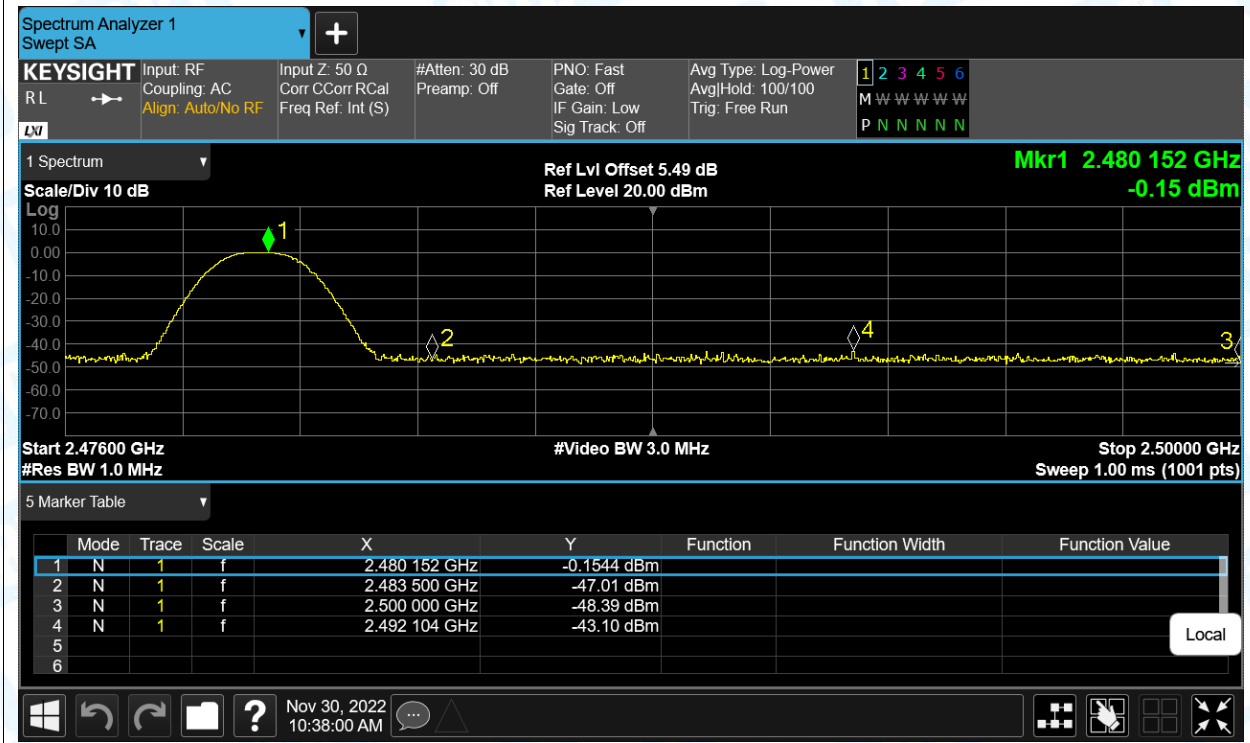 Spectrum Analyzer 1
Swept SA
KEYSIGHT
R L
LXI
Input: RF
Coupling: AC
Align: Auto/No RF
Input Z: 50 Ω
Corr CCorr RCal
Freq Ref: Int (S)
#Atten: 30 dB
Preamp: Off
PNO: Fast
Gate: Off
IF Gain: Low
Sig Track: Off
Avg Type: Log-Power
Avg|Hold: 100/100
Trig: Free Run
1 2 3 4 5 6
M W W W W W
P N N N N N
1 Spectrum
Scale/Div 10 dB
Ref Lvl Offset 5.49 dB
Ref Level 20.00 dBm
Mkr1 2.480 152 GHz
-0.15 dBm
Log
10.0
0.00
-10.0
-20.0
-30.0
-40.0
-50.0
-60.0
-70.0
1
2
4
3
Start 2.47600 GHz
#Video BW 3.0 MHz
Stop 2.50000 GHz
#Res BW 1.0 MHz
Sweep 1.00 ms (1001 pts)
5 Marker Table
Mode Trace Scale X Y Function Function Width Function Value
1 N 1 f 2.480 152 GHz -0.1544 dBm
2 N 1 f 2.483 500 GHz -47.01 dBm
3 N 1 f 2.500 000 GHz -48.39 dBm
4 N 1 f 2.492 104 GHz -43.10 dBm
5
6
Local
?
Nov 30, 2022
10:38:00 AM